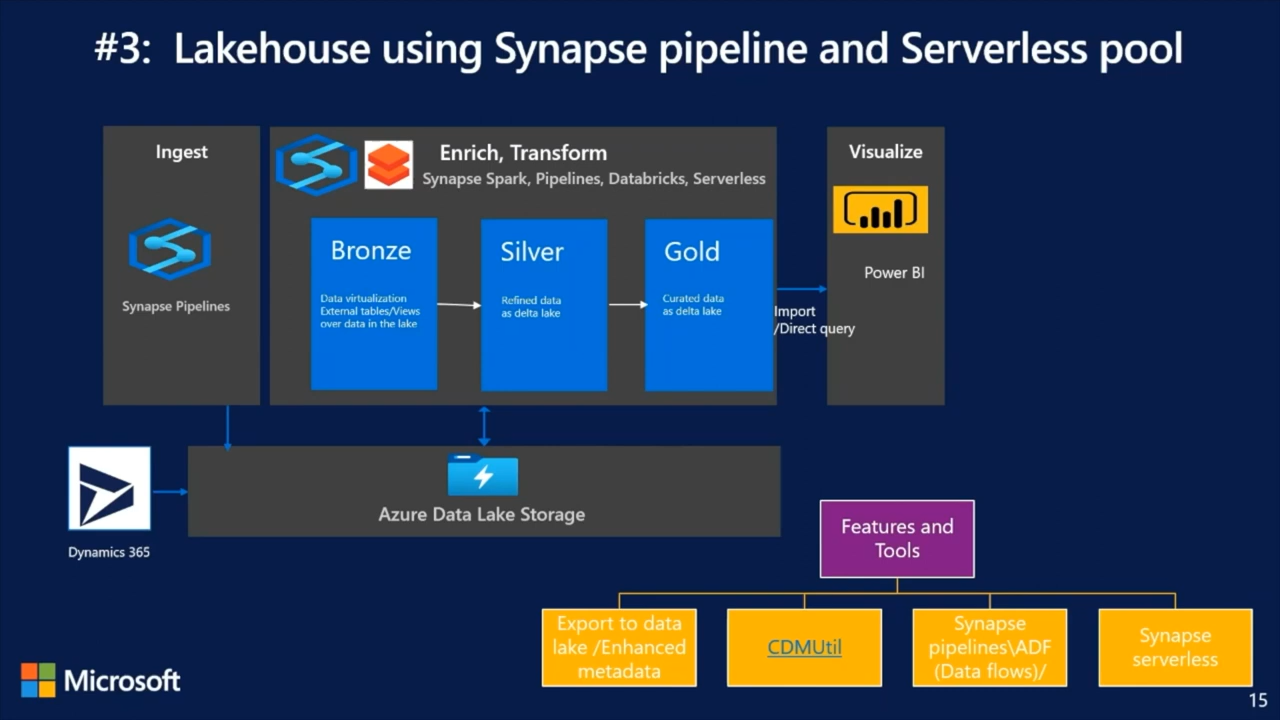 #3: Lakehouse using Synapse pipeline and Serverless pool
Ingest
Synapse Pipelines
Enrich, Transform
Synapse Spark, Pipelines, Databricks, Serverless
Bronze
Data virtualization
External tables/Views
over data in the lake
Silver
Refined data
as delta lake
Gold
Curated data
as delta lake
Import
/Direct query
Visualize
Power BI
Dynamics 365
Azure Data Lake Storage
Features and
Tools
Export to data
lake /Enhanced
metadata
CDMUtil
Synapse
pipelines\ADF
(Data flows)/
Synapse
serverless
Microsoft
15